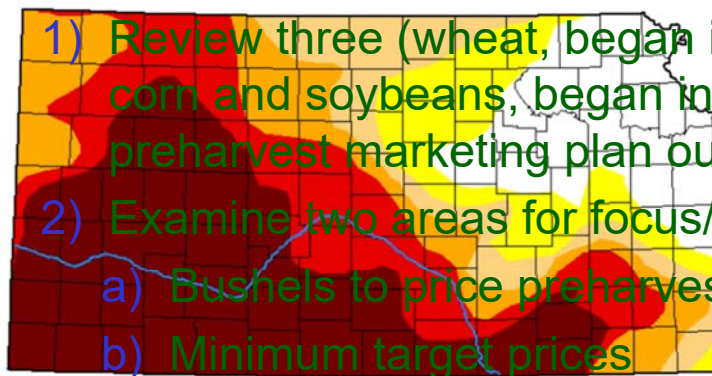 1) Review three (wheat, began i
corn and soybeans, began in
preharvest marketing plan ou
2) Examine two areas for focus/
a) Bushels to price preharves
b) Minimum target prices